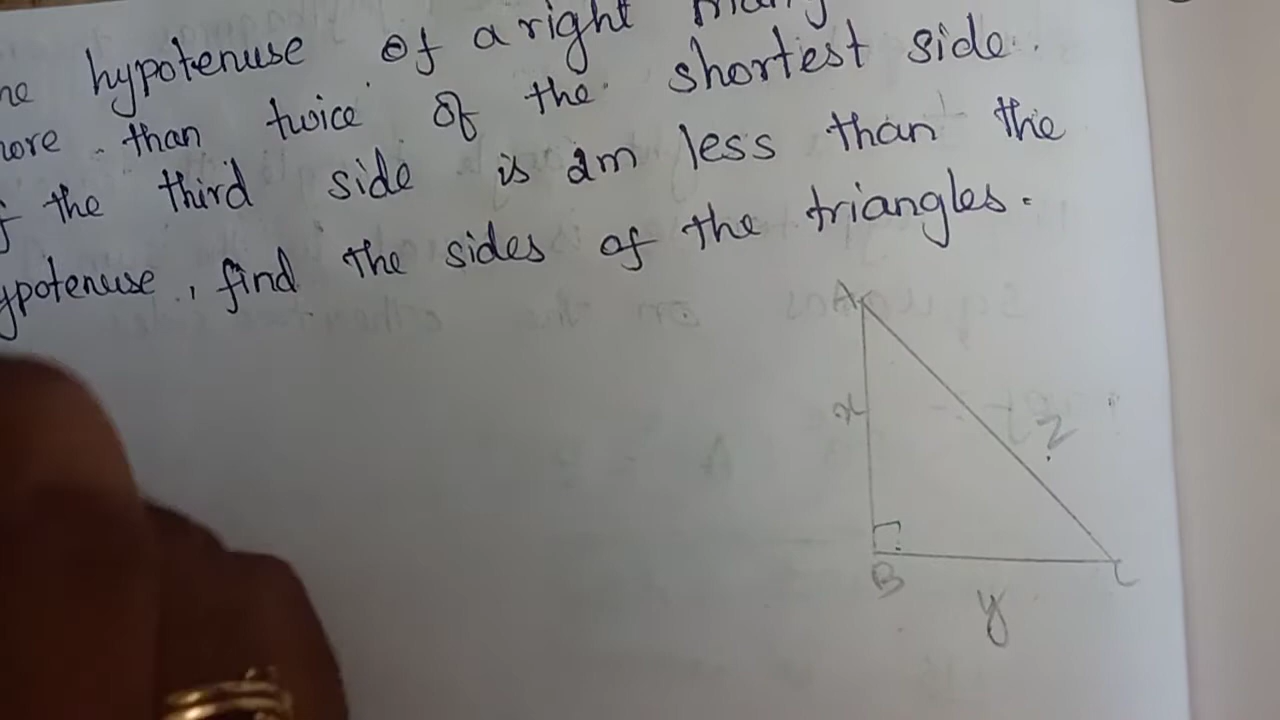 hypotenuse of a right
than twice of the shortest side.
the third side is 2m less than the
, find the sides of the triangles.
A
x
z
B
C
y